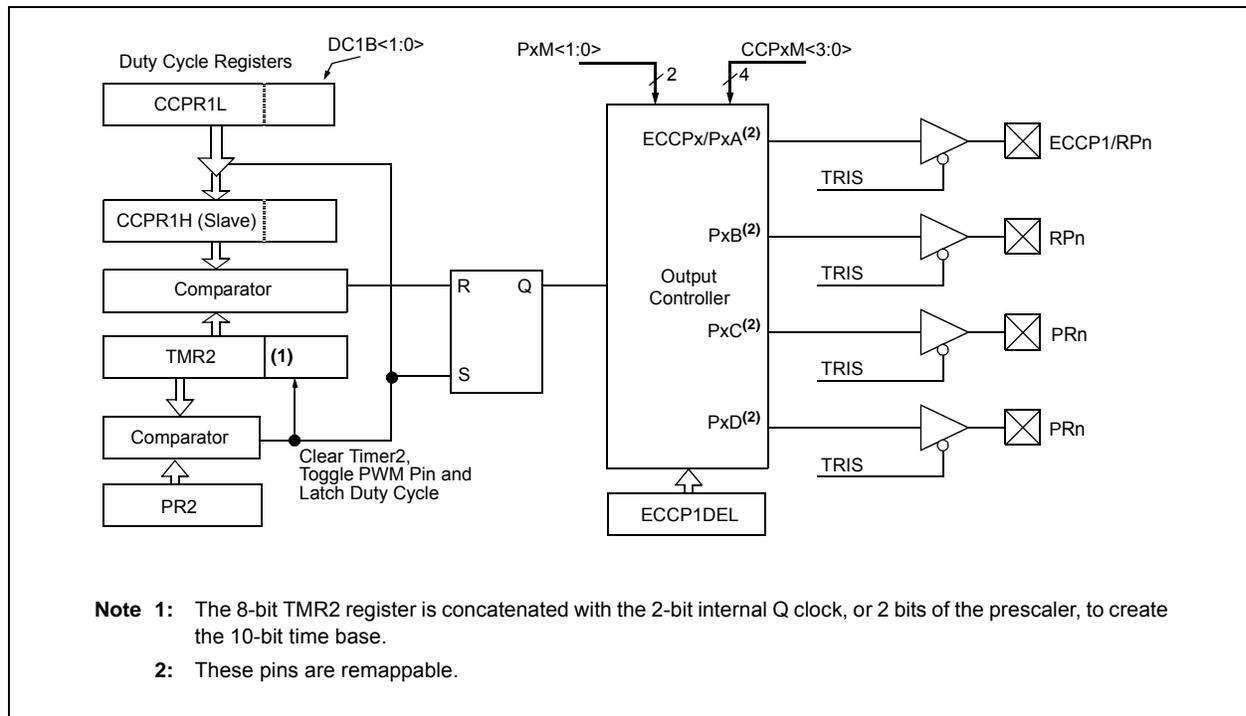 DC1B<1:0>
Duty Cycle Registers
CCPR1L
CCPR1H (Slave)
Comparator
TMR2
(1)
Comparator
PR2
Clear Timer2,
Toggle PWM Pin and
Latch Duty Cycle
R
Q
S
PxM<1:0>
2
CCPxM<3:0>
4
ECCPx/PxA(2)
PxB(2)
Output
Controller
PxC(2)
PxD(2)
ECCP1DEL
TRIS
ECCP1/RPn
TRIS
RPn
TRIS
PRn
TRIS
PRn
Note 1: The 8-bit TMR2 register is concatenated with the 2-bit internal Q clock, or 2 bits of the prescaler, to create
the 10-bit time base.
2: These pins are remappable.